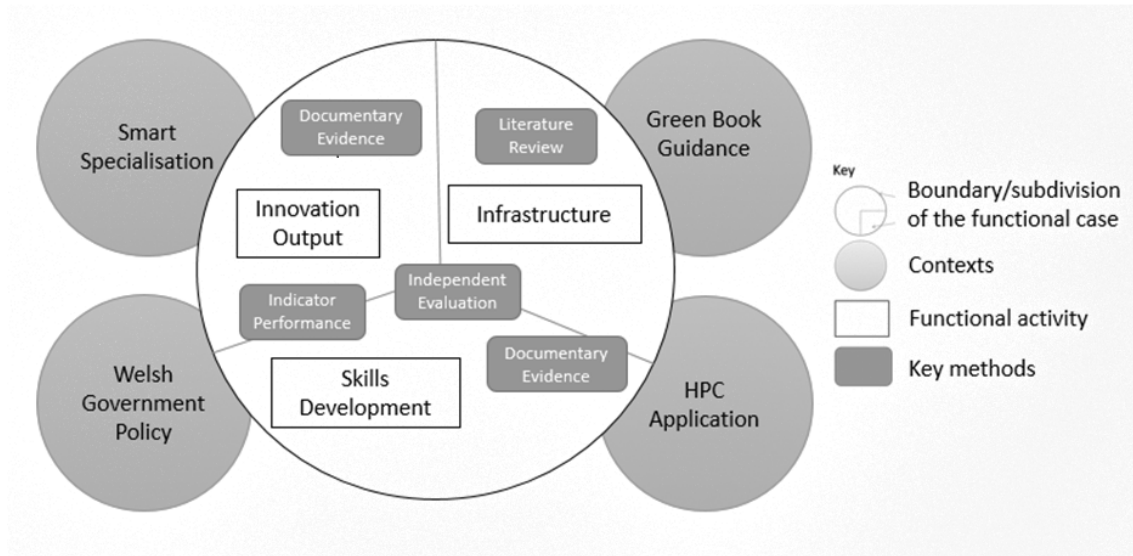 Smart
Specialisation
Documentary
Evidence
Literature
Review
Green Book
Guidance
Innovation
Output
Infrastructure
Indicator
Performance
Independent
Evaluation
Documentary
Evidence
Skills
Development
Welsh
Government
Policy
HPC
Application
Key
Boundary/subdivision
of the functional case
Contexts
Functional activity
Key methods